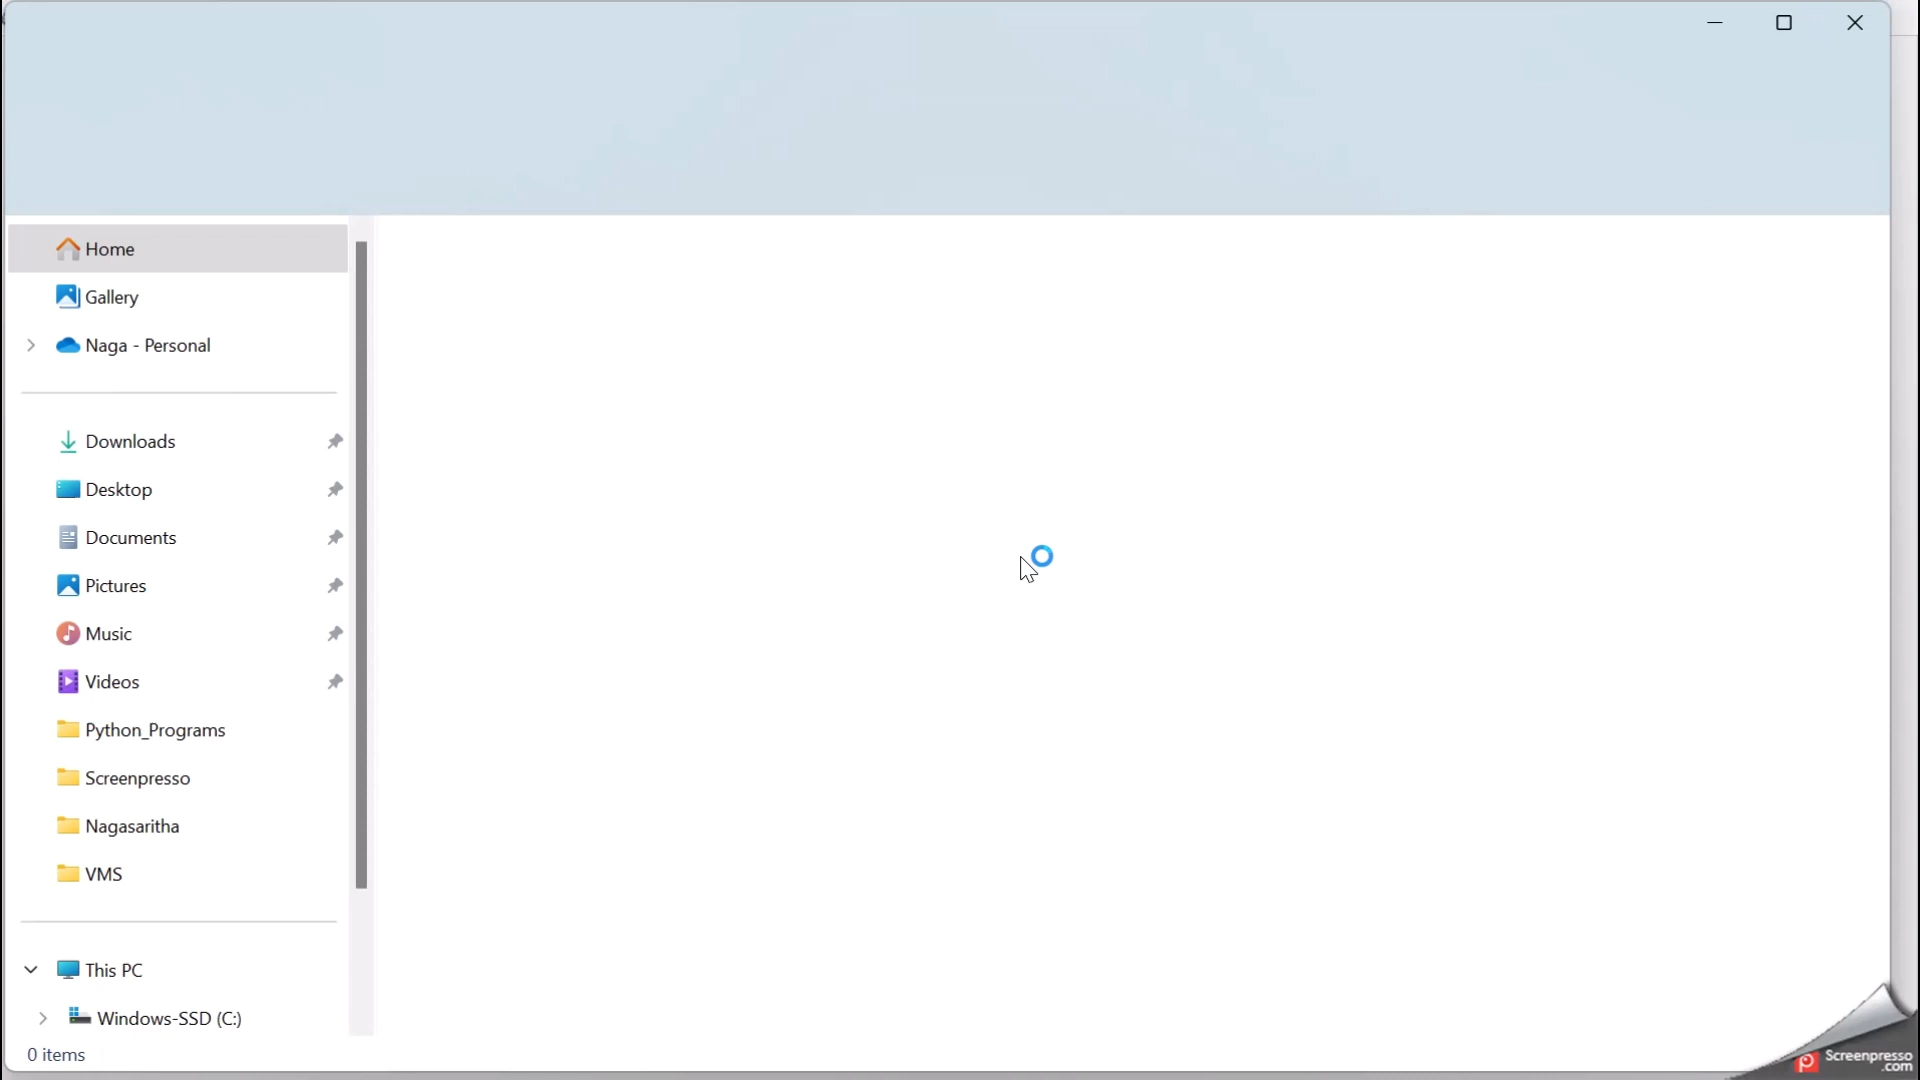 Home
Gallery
Naga - Personal
Downloads
Desktop
Documents
Pictures
Music
Videos
Python_Programs
Screenpresso
Nagasaritha
VMS
This PC
Windows-SSD (C:)
0 items
Screenpresso
.com